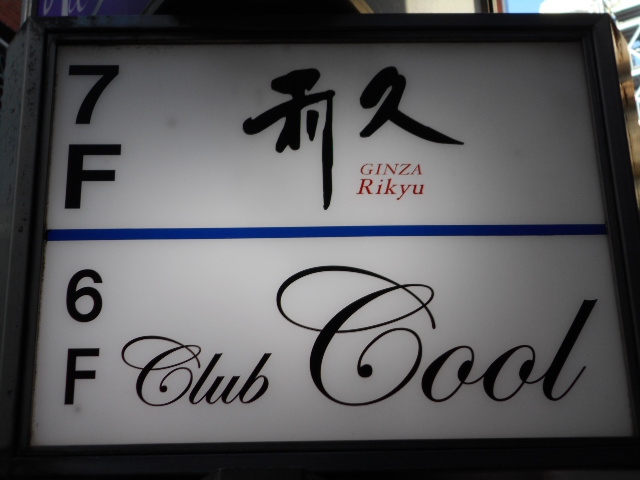 7F
利久
GINZA
Rikyu
6F
Club Cool